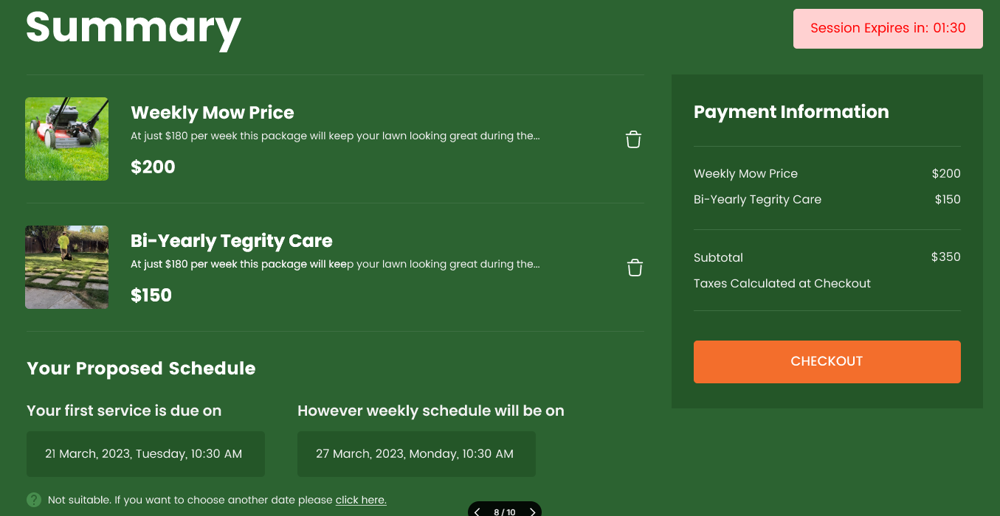 Summary
Session Expires in: 01:30
Weekly Mow Price
At just $180 per week this package will keep your lawn looking great during the...
$200
Bi-Yearly Tegrity Care
At just $180 per week this package will keep your lawn looking great during the...
$150
Payment Information
Weekly Mow Price $200
Bi-Yearly Tegrity Care $150
Subtotal $350
Taxes Calculated at Checkout
CHECKOUT
Your Proposed Schedule
Your first service is due on
21 March, 2023, Tuesday, 10:30 AM
However weekly schedule will be on
27 March, 2023, Monday, 10:30 AM
? Not suitable. If you want to choose another date please click here.
8 / 10